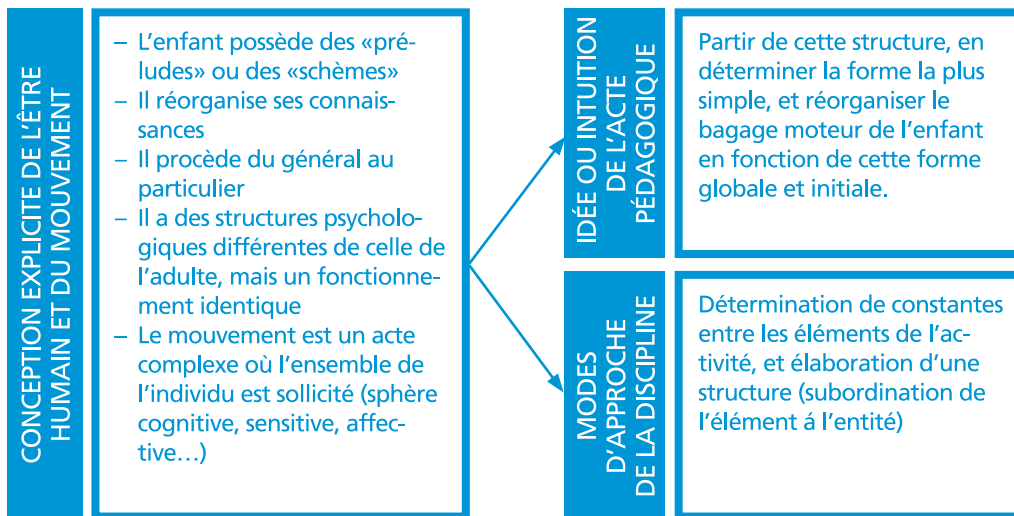 CONCEPTION EXPLICITE DE L’ÊTRE
HUMAIN ET DU MOUVEMENT
– L’enfant possède des «pré-
ludes» ou des «schèmes»
– Il réorganise ses connais-
sances
– Il procède du général au
particulier
– Il a des structures psycholo-
giques différentes de celle de
l’adulte, mais un fonctionne-
ment identique
– Le mouvement est un acte
complexe où l’ensemble de
l’individu est sollicité (sphère
cognitive, sensitive, affec-
tive…)
IDÉE OU INTUITION
DE L’ACTE
PÉDAGOGIQUE
Partir de cette structure, en
déterminer la forme la plus
simple, et réorganiser le
bagage moteur de l’enfant
en fonction de cette forme
globale et initiale.
MODES
D’APPROCHE
DE LA DISCIPLINE
Détermination de constantes
entre les éléments de l’ac-
tivité, et élaboration d’une
structure (subordination de
l’élément á l’entité)